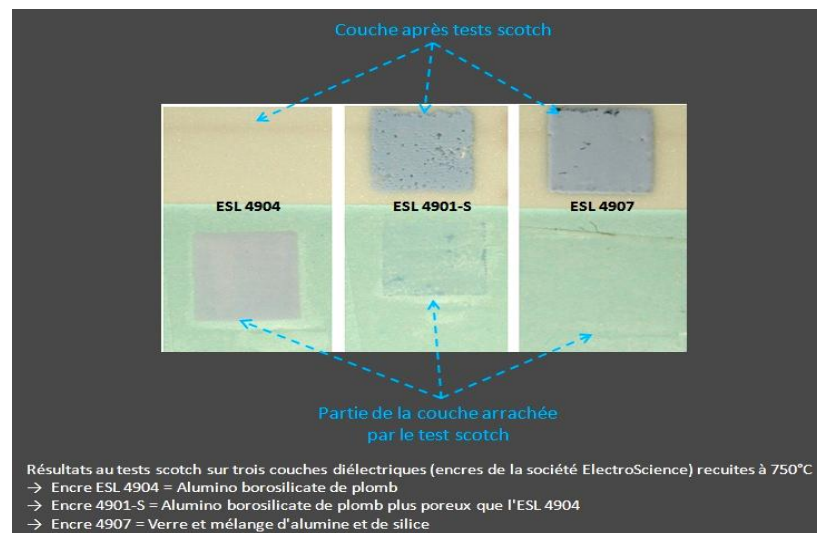 Couche après tests scotch
ESL 4904
ESL 4901-S
ESL 4907
Partie de la couche arrachée
par le test scotch
Résultats au tests scotch sur trois couches diélectriques (encres de la société ElectroScience) recuites à 750°C
→ Encre ESL 4904 = Alumino borosilicate de plomb
→ Encre 4901-S = Alumino borosilicate de plomb plus poreux que l'ESL 4904
→ Encre 4907 = Verre et mélange d'alumine et de silice